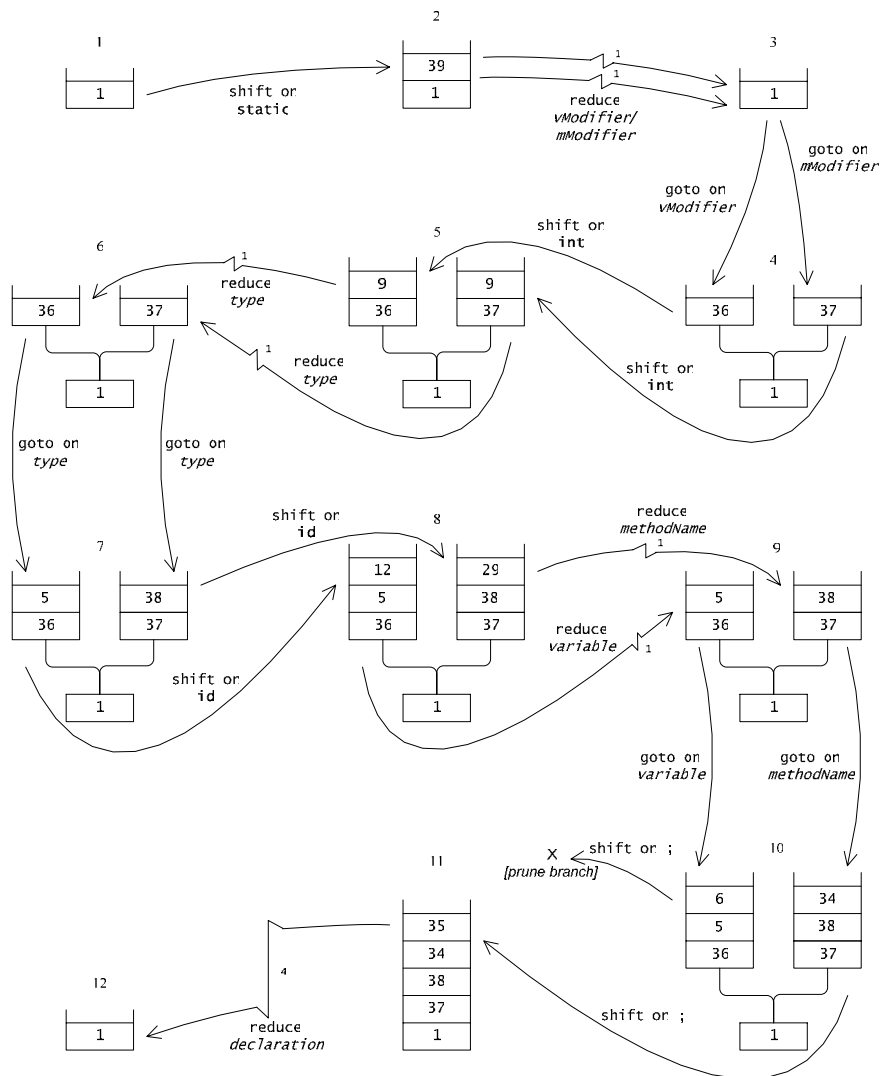 1
2
3
1
shift on
static
39
1
1
1
reduce
vModifier/
mModifier
1
goto on
mModifier
goto on
vModifier
6
5
4
shift on
int
1
reduce
type
36
37
1
9
36
9
37
1
36
37
1
1
reduce
type
shift on
int
goto on
type
goto on
type
7
8
9
shift on
id
reduce
methodName
1
5
36
38
37
1
12
5
36
29
38
37
1
5
36
38
37
1
shift on
id
reduce
variable
1
goto on
variable
goto on
methodName
10
11
12
X
[prune branch]
shift on ;
6
5
36
34
38
37
1
shift on ;
35
34
38
37
1
4
reduce
declaration
1